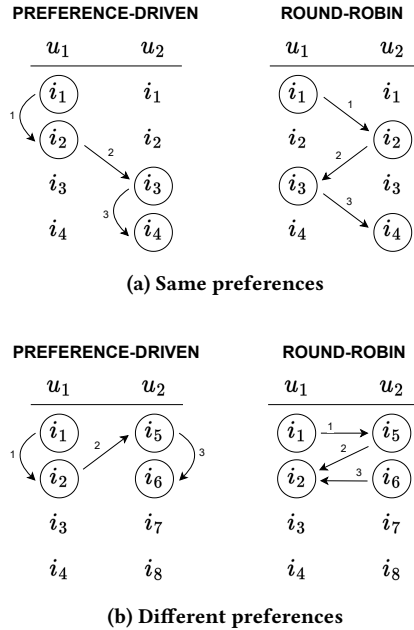 PREFERENCE-DRIVEN ROUND-ROBIN
u₁ u₂ u₁ u₂
i₁ i₁ i₁ i₁
1 1
i₂ i₂ i₂ i₂
2 2
i₃ i₃ i₃ i₃
3 3
i₄ i₄ i₄ i₄
(a) Same preferences
PREFERENCE-DRIVEN ROUND-ROBIN
u₁ u₂ u₁ u₂
i₁ i₅ i₁ 1 i₅
1 2 3 2
i₂ i₆ i₂ 3 i₆
i₃ i₇ i₃ i₇
i₄ i₈ i₄ i₈
(b) Different preferences